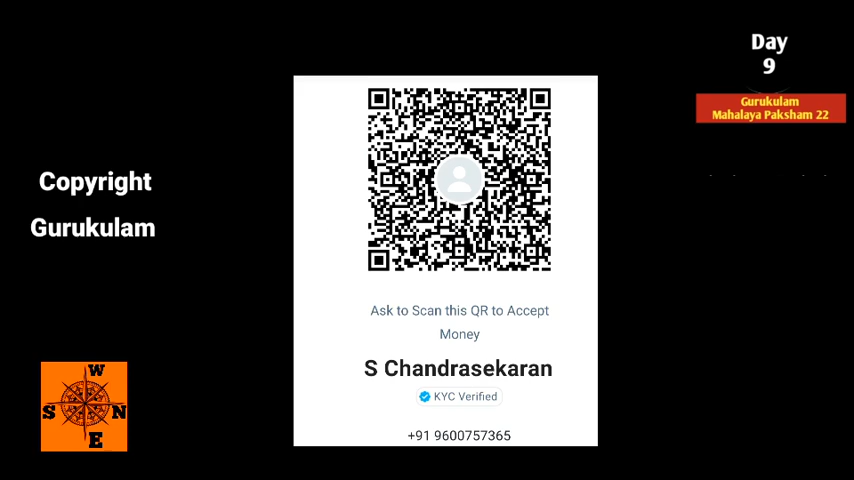 Day
9
Gurukulam
Mahalaya Paksham 22
Copyright
Gurukulam
Ask to Scan this QR to Accept
Money
S Chandrasekaran
KYC Verified
+91 9600757365
W
S N
E